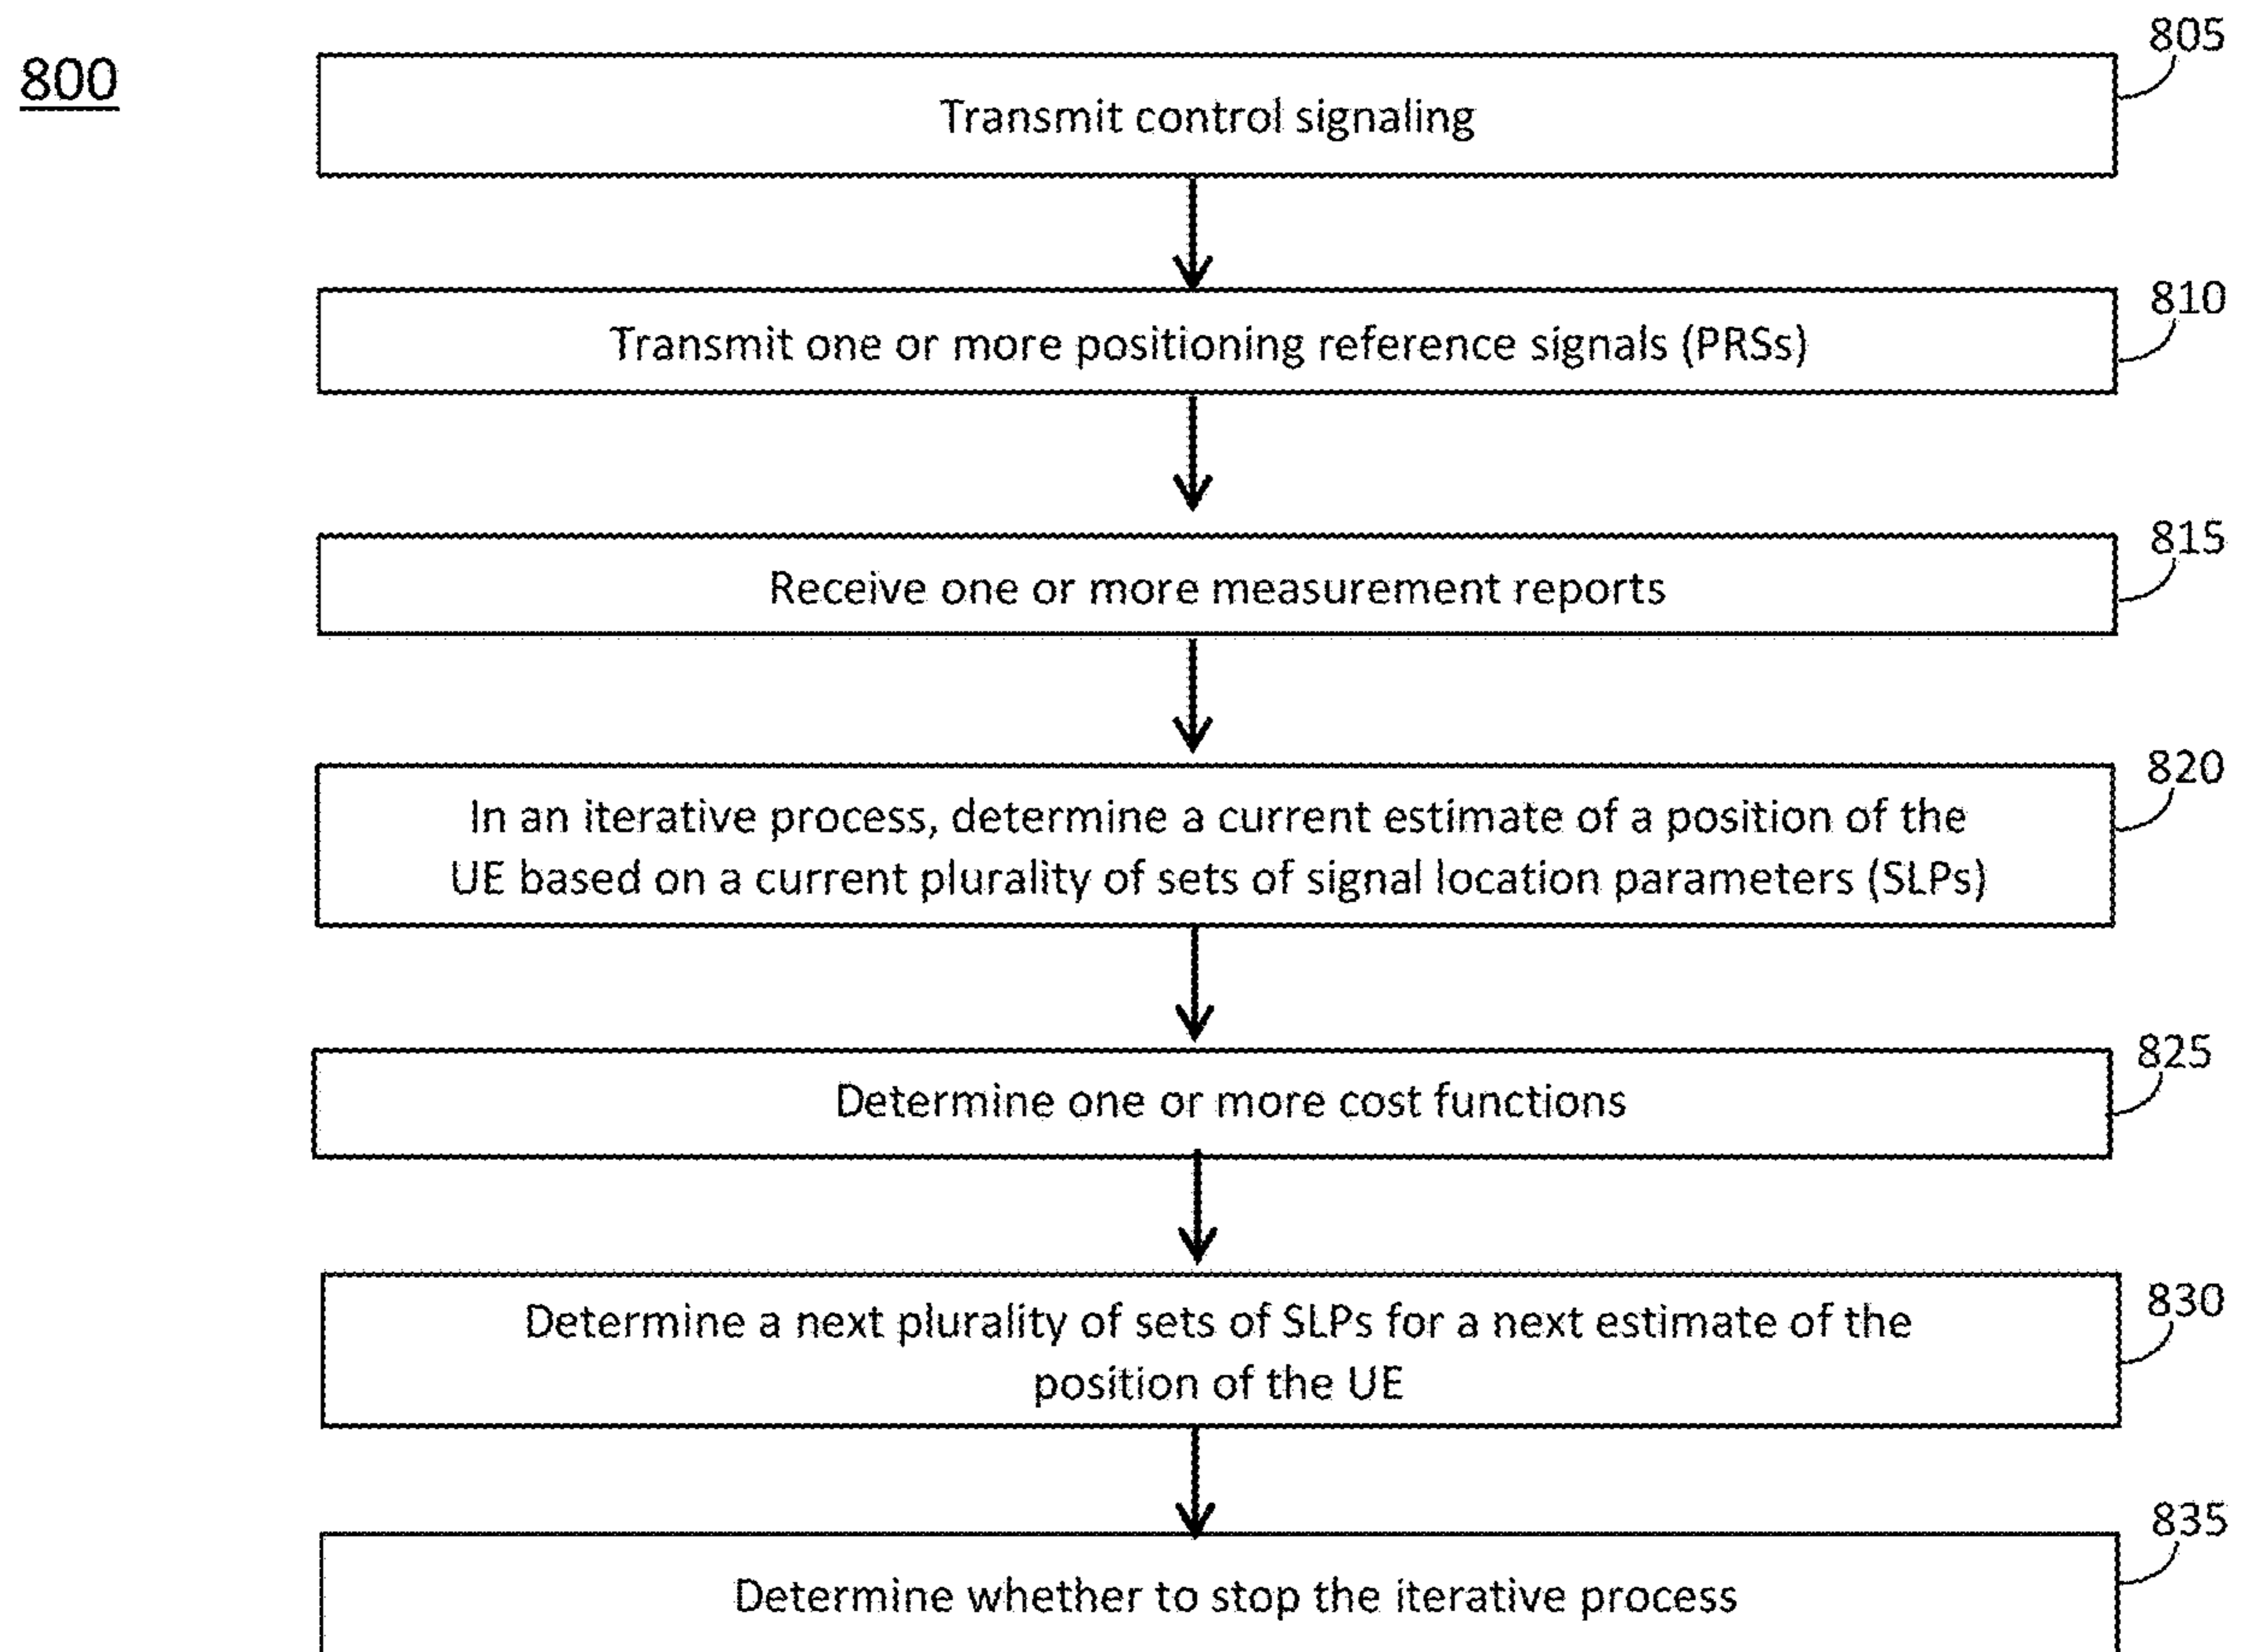 800
805
Transmit control signaling
810
Transmit one or more positioning reference signals (PRSs)
815
Receive one or more measurement reports
820
In an iterative process, determine a current estimate of a position of the
UE based on a current plurality of sets of signal location parameters (SLPs)
825
Determine one or more cost functions
830
Determine a next plurality of sets of SLPs for a next estimate of the
position of the UE
835
Determine whether to stop the iterative process